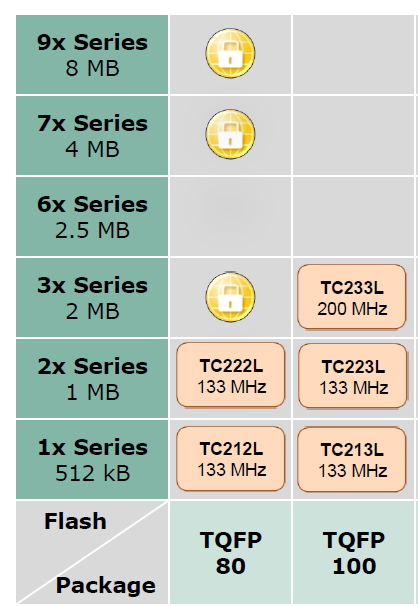 9x Series
8 MB
7x Series
4 MB
6x Series
2.5 MB
3x Series
2 MB
TC233L
200 MHz
2x Series
1 MB
TC222L
133 MHz
TC223L
133 MHz
1x Series
512 kB
TC212L
133 MHz
TC213L
133 MHz
Flash
Package
TQFP
80
TQFP
100